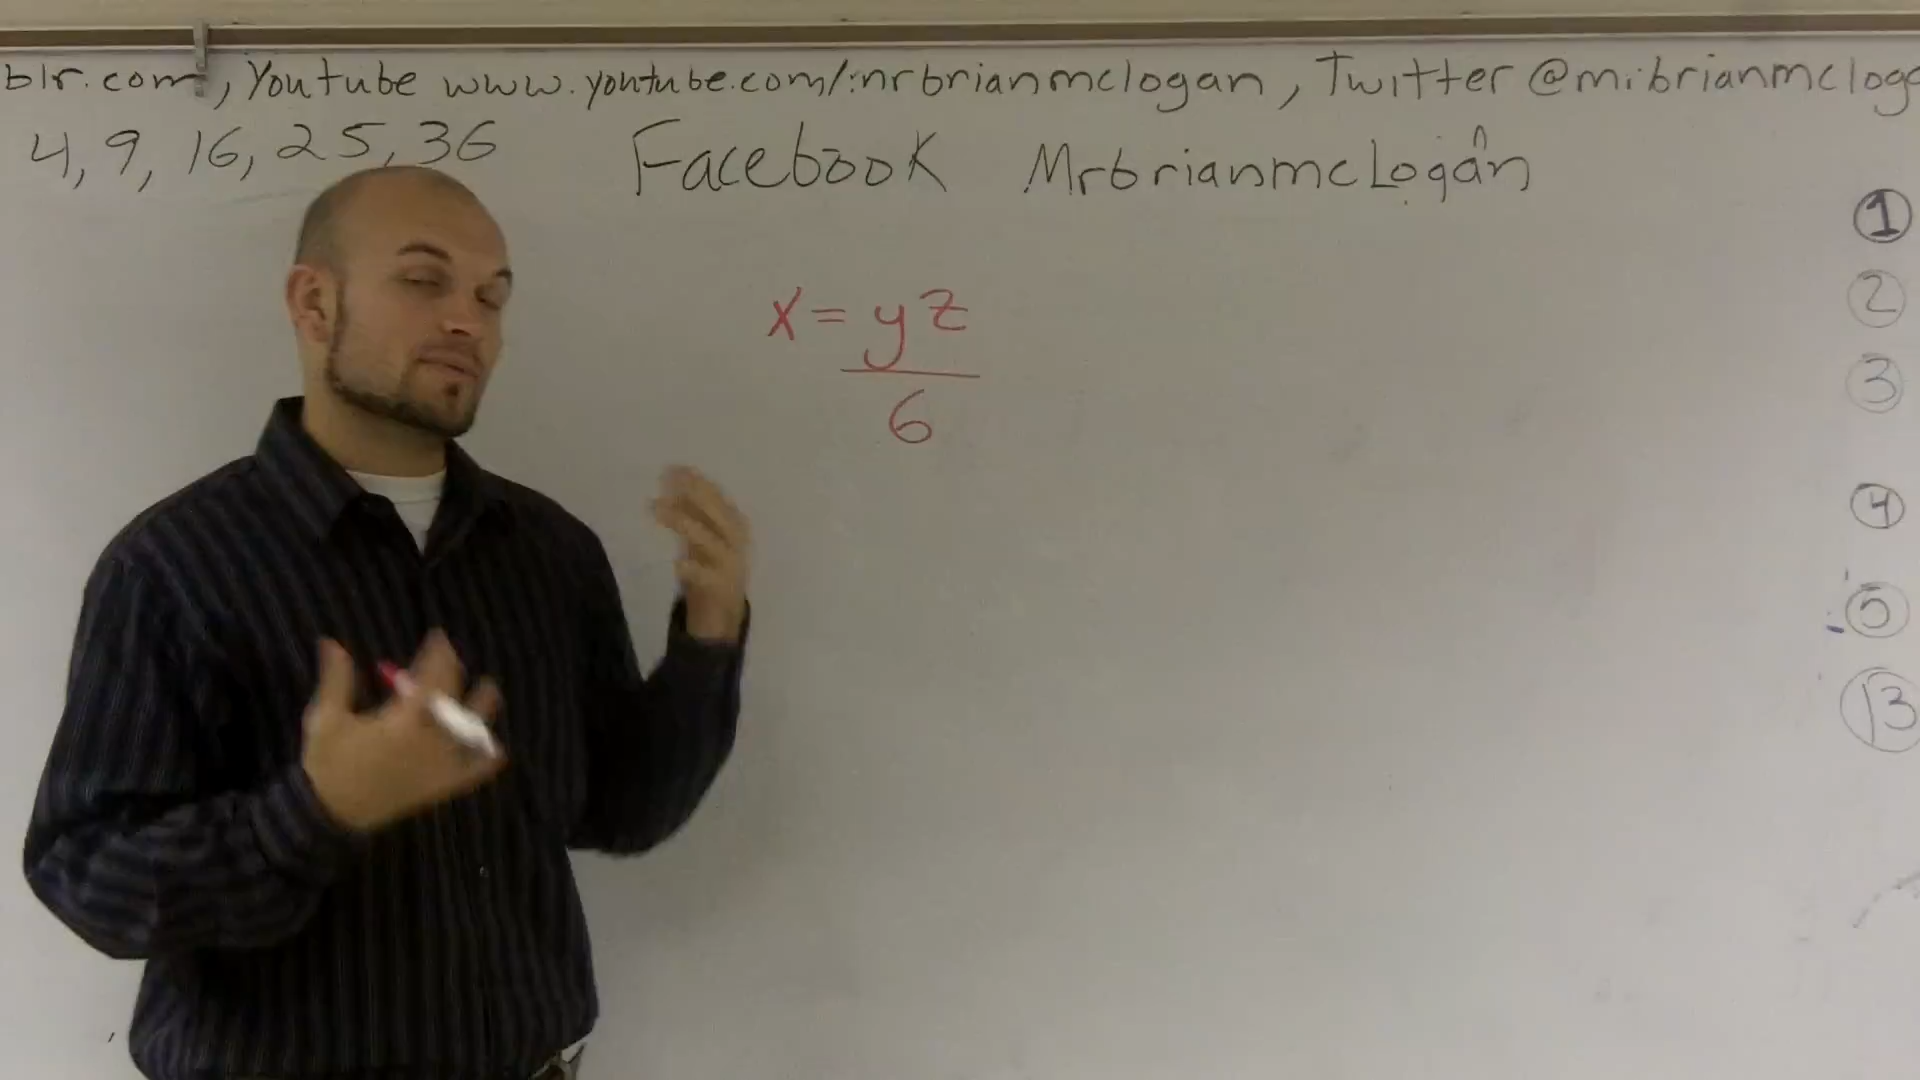 blr.com, Youtube www.youtube.com/mrbrianmclogan, Twitter @mrbrianmcloga
4, 9, 16, 25, 36 Facebook MrbrianmcLogan
1
x = yz
2
3
6
4
5
13